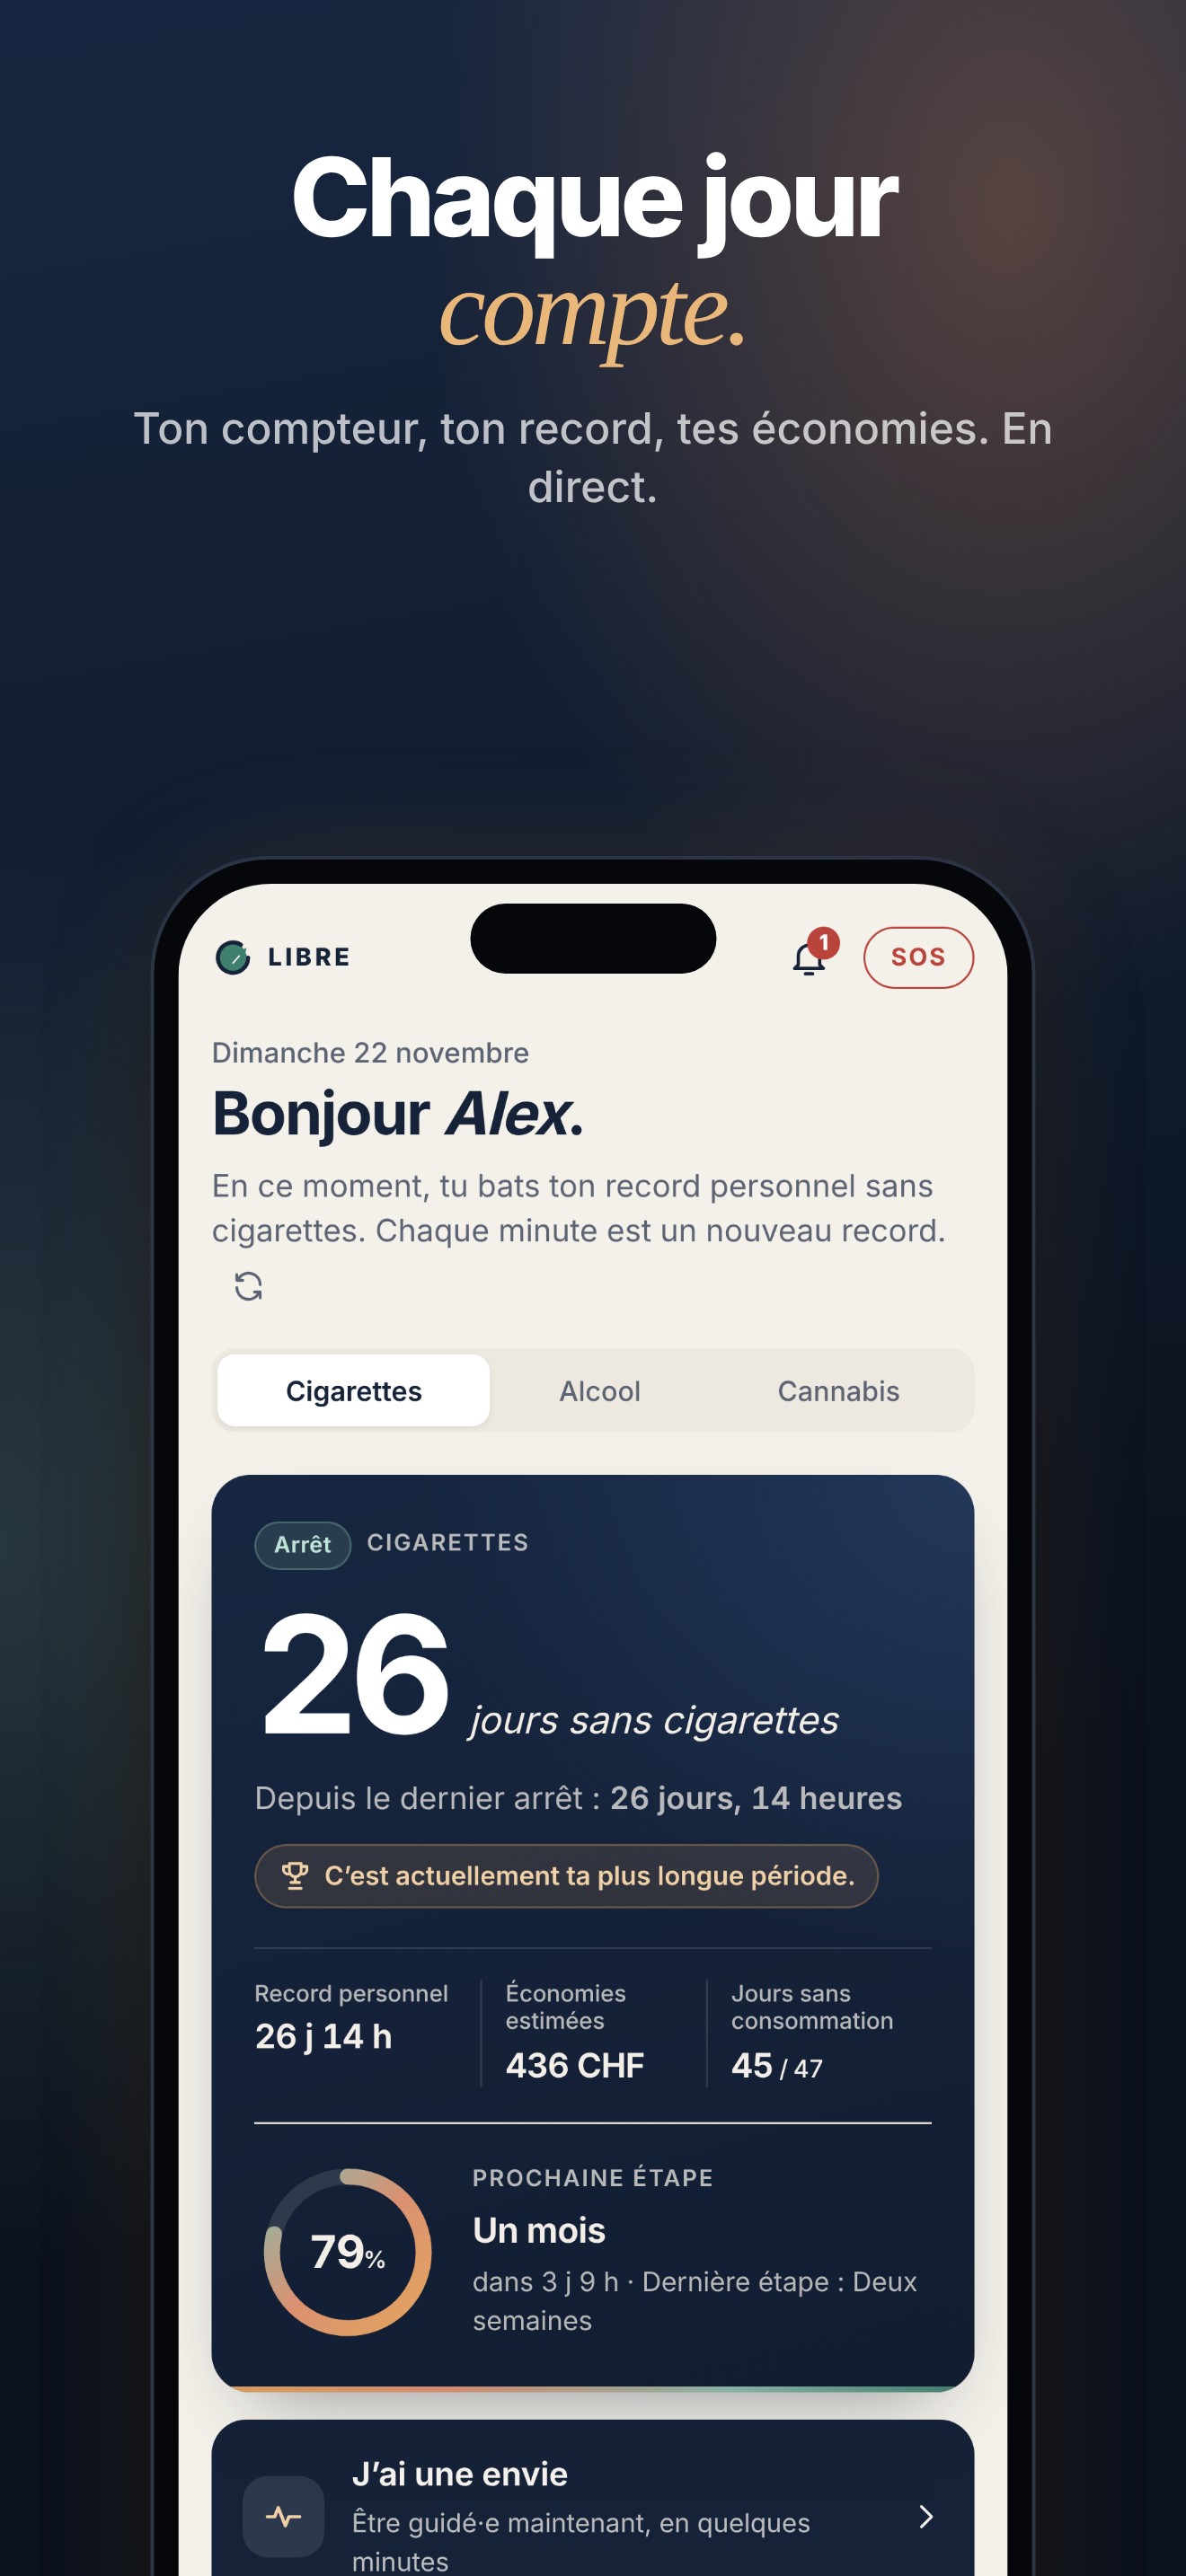 Chaque jour
compte.
Ton compteur, ton record, tes économies. En
direct.
LIBRE
1
SOS
Dimanche 22 novembre
Bonjour Alex.
En ce moment, tu bats ton record personnel sans
cigarettes. Chaque minute est un nouveau record.
Cigarettes
Alcool
Cannabis
Arrêt
CIGARETTES
26 jours sans cigarettes
Depuis le dernier arrêt : 26 jours, 14 heures
C’est actuellement ta plus longue période.
Record personnel
26 j 14 h
Économies
estimées
436 CHF
Jours sans
consommation
45 / 47
79%
PROCHAINE ÉTAPE
Un mois
dans 3 j 9 h · Dernière étape : Deux
semaines
J’ai une envie
Être guidé·e maintenant, en quelques
minutes